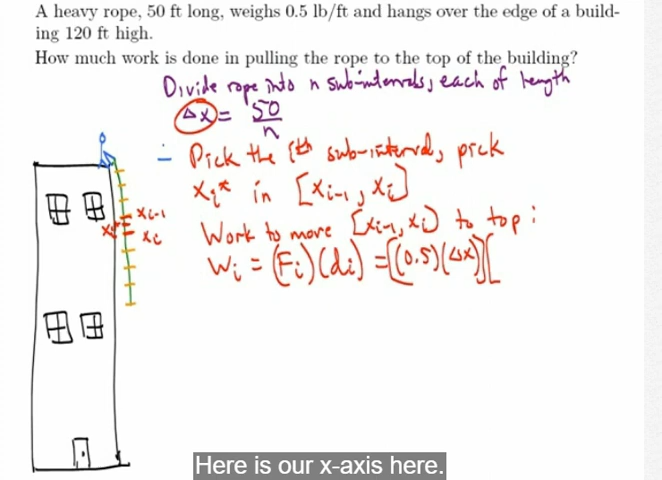 A heavy rope, 50 ft long, weighs 0.5 lb/ft and hangs over the edge of a build-
ing 120 ft high.
How much work is done in pulling the rope to the top of the building?
Divide rope into n sub-intervals, each of length
Δx = 50/n
Pick the ith sub-interval, pick
xᵢ* in [xᵢ₋₁, xᵢ]
xᵢ₋₁
xᵢ* xᵢ
Work to move [xᵢ₋₁, xᵢ] to top:
Wᵢ = (Fᵢ)(dᵢ) = [(0.5)(Δx)][
Here is our x-axis here.